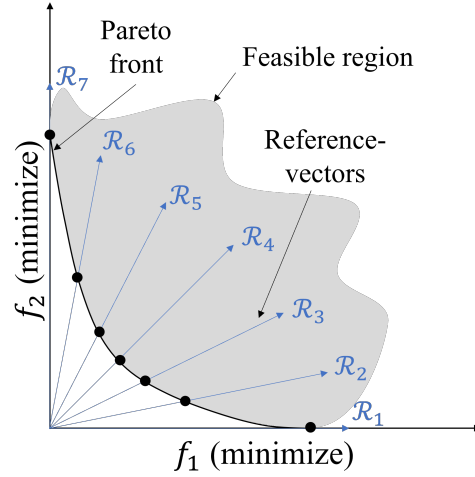 Pareto
front
Feasible region
ℛ₇
ℛ₆
Reference-
vectors
ℛ₅
ℛ₄
ℛ₃
ℛ₂
ℛ₁
f₂ (minimize)
f₁ (minimize)